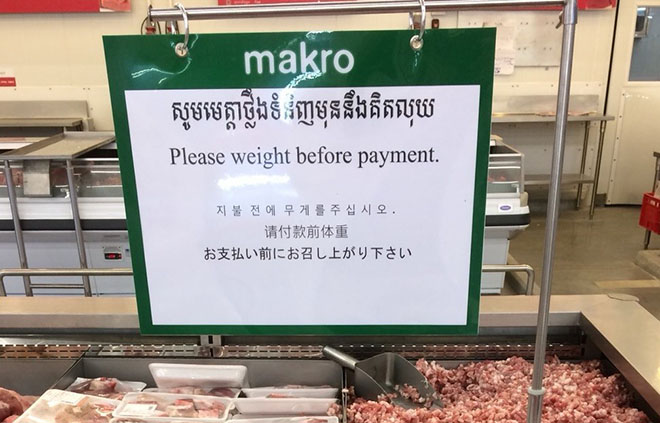 makro
សូមមេត្តាថ្លឹងទំនិញមុននឹងគិតលុយ
Please weight before payment.
지불 전에 무게를 주십시오.
请付款前体重
お支払い前にお召し上がり下さい